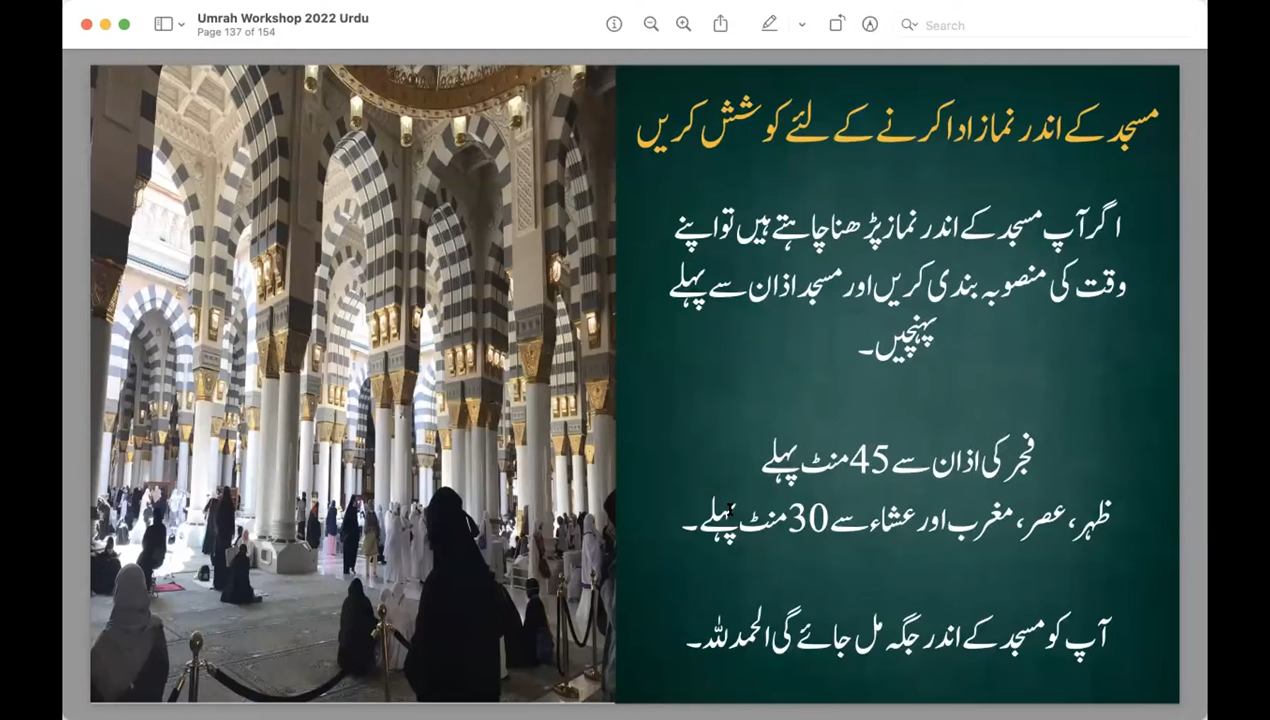 Umrah Workshop 2022 Urdu
Page 137 of 154
Search
مسجد کے اندر نماز ادا کرنے کے لئے کوشش کریں
اگر آپ مسجد کے اندر نماز پڑھنا چاہتے ہیں تو اپنے
وقت کی منصوبہ بندی کریں اور مسجد اذان سے پہلے
پہنچیں۔
فجر کی اذان سے 45 منٹ پہلے
ظہر، عصر، مغرب اور عشاء سے 30 منٹ پہلے۔
آپ کو مسجد کے اندر جگہ مل جائے گی الحمدللہ۔